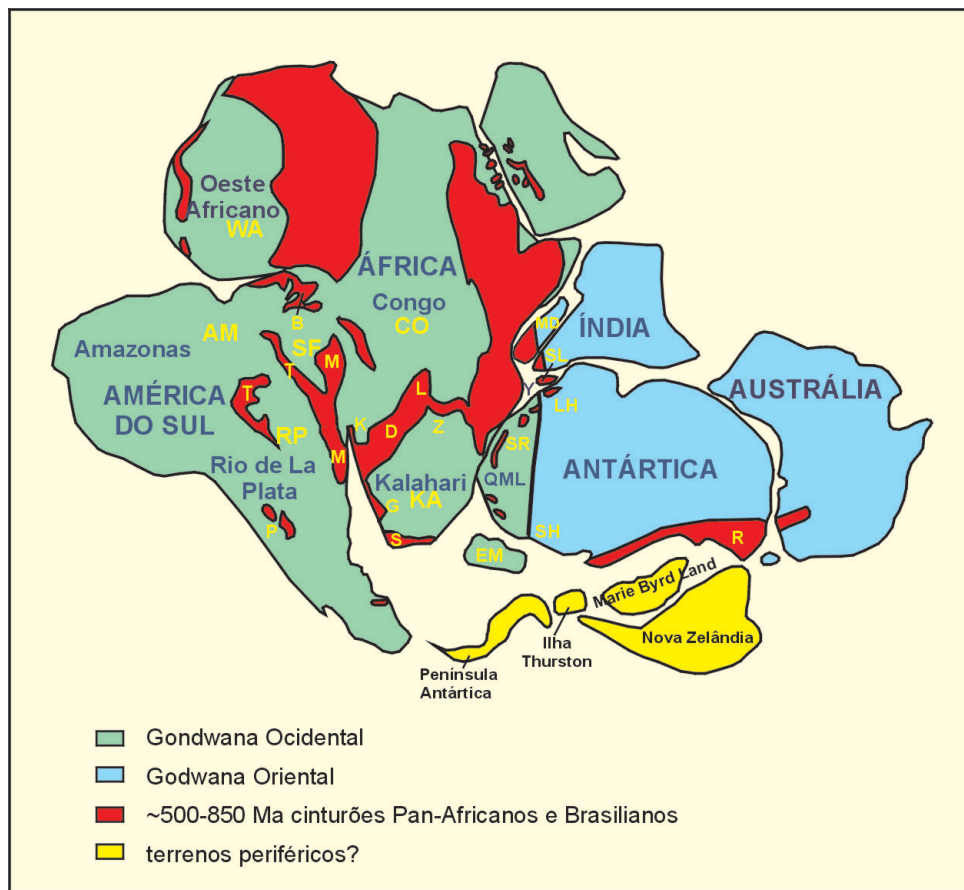 Oeste
Africano
WA
ÁFRICA
Congo
CO
B
AM
SF
M
Amazonas
T
T
AMÉRICA
DO SUL
RP
Rio de La
Plata
M
P
K
D
L
Z
Kalahari
KA
G
S
MD
ÍNDIA
SL
Y
LH
SR
QML
SH
EM
ANTÁRTICA
AUSTRÁLIA
R
Marie Byrd Land
Nova Zelândia
Ilha
Thurston
Península
Antártica
Gondwana Ocidental
Godwana Oriental
~500-850 Ma cinturões Pan-Africanos e Brasilianos
terrenos periféricos?